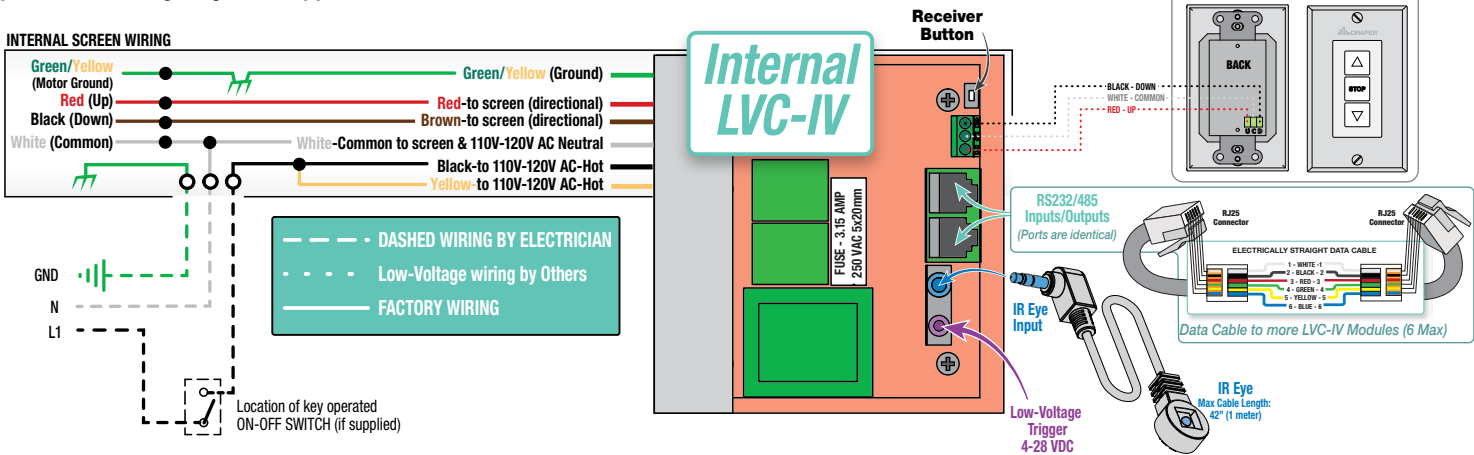 INTERNAL SCREEN WIRING
Green/Yellow
(Motor Ground)
Red (Up)
Black (Down)
White (Common)
Green/Yellow (Ground)
Red-to screen (directional)
Brown-to screen (directional)
White-Common to screen & 110V-120V AC Neutral
Black-to 110V-120V AC-Hot
Yellow-to 110V-120V AC-Hot
GND
N
L1
DASHED WIRING BY ELECTRICIAN
Low-Voltage wiring by Others
FACTORY WIRING
Location of key operated
ON-OFF SWITCH (if supplied)
Internal
LVC-IV
Receiver
Button
FUSE - 3.15 AMP
250 VAC 5x20mm
BLACK - DOWN
WHITE - COMMON
RED - UP
BACK
U C D
DRAPER
STOP
RS232/485
Inputs/Outputs
(Ports are identical)
RJ25
Connector
RJ25
Connector
ELECTRICALLY STRAIGHT DATA CABLE
1 - WHITE -1
2 - BLACK - 2
3 - RED - 3
4 - GREEN - 4
5 - YELLOW - 5
6 - BLUE - 6
Data Cable to more LVC-IV Modules (6 Max)
IR Eye
Input
IR Eye
Max Cable Length:
42" (1 meter)
Low-Voltage
Trigger
4-28 VDC